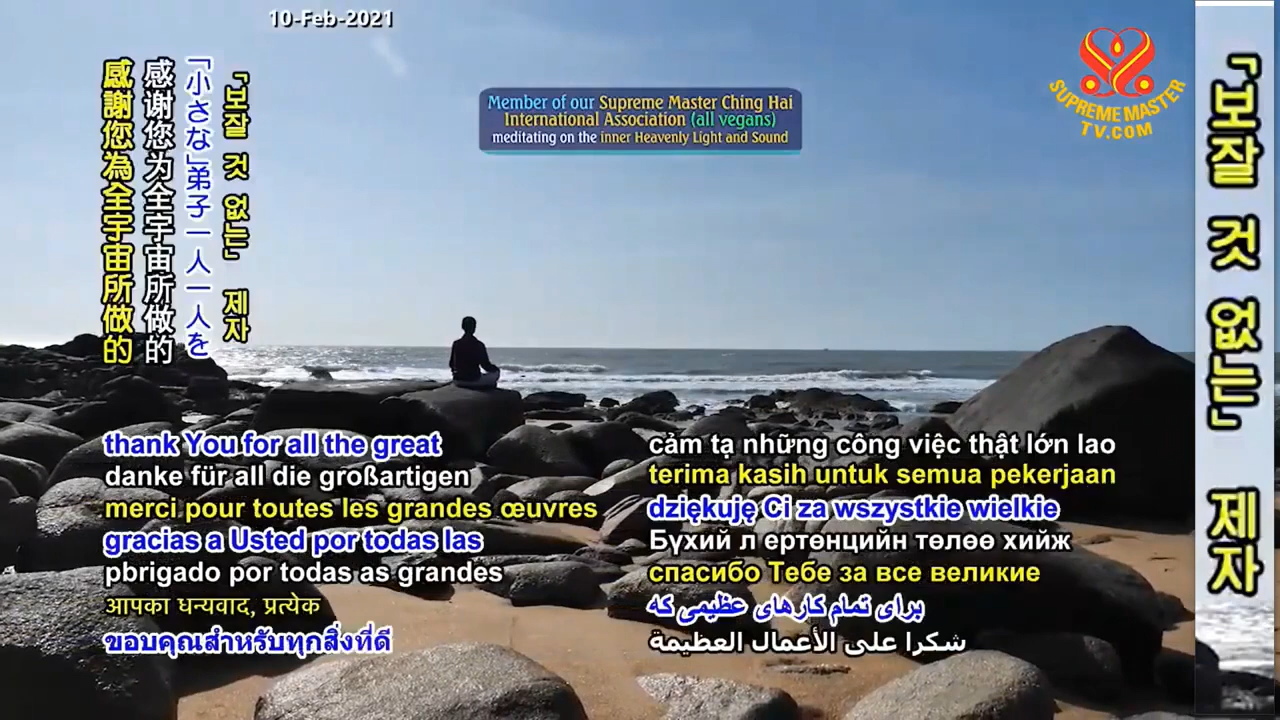 10-Feb-2021
Member of our Supreme Master Ching Hai
International Association (all vegans)
meditating on the inner Heavenly Light and Sound
SUPREME MASTER
TV.COM
「보잘 것 없는」 제자
「小さな」弟子一人一人を
感谢您为全宇宙所做的
感謝您為全宇宙所做的
thank You for all the great
danke für all die großartigen
merci pour toutes les grandes œuvres
gracias a Usted por todas las
pbrigado por todas as grandes
आपका धन्यवाद, प्रत्येक
ขอบคุณสำหรับทุกสิ่งที่ดี
cảm tạ những công việc thật lớn lao
terima kasih untuk semua pekerjaan
dziękuję Ci za wszystkie wielkie
Бүхий л ертөнцийн төлөө хийж
спасибо Тебе за все великие
برای تمام کارهای عظیمی که
شكرا على الأعمال العظيمة
「보잘 것 없는」 제자